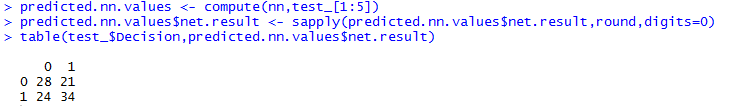 > predicted.nn.values <- compute(nn,test_[1:5])
> predicted.nn.values$net.result <- sapply(predicted.nn.values$net.result,round,digits=0)
> table(test_$Decision,predicted.nn.values$net.result)
0 1
0 28 21
1 24 34